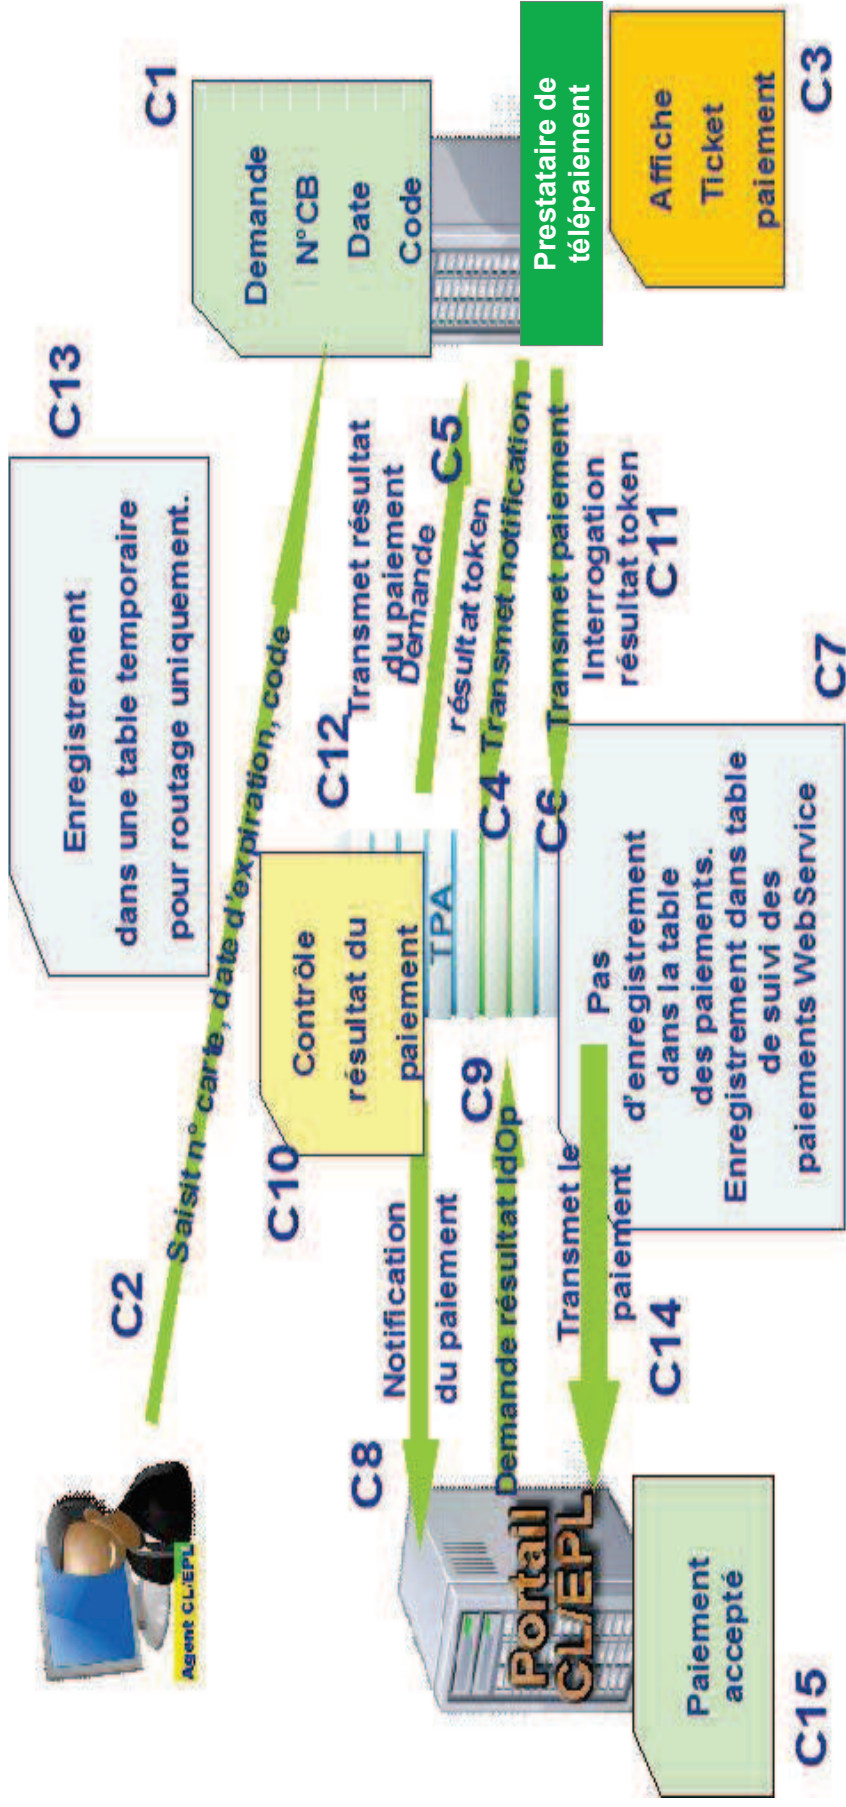 C1
Demande
N°CB
Date
Code
Prestataire de
télépaiement
Affiche
Ticket
paiement
C3
C13
Enregistrement
dans une table temporaire
pour routage uniquement.
C2
Saisit n° carte, date d'expiration, code
Agent CL/EPL
C12
Transmet résultat
du paiement
Demande
résultat token
C5
C4
Transmet notification
C6
Transmet paiement
Interrogation
résultat token
C11
C10
Contrôle
résultat du
paiement
TPA
C7
Pas
d'enregistrement
dans la table
des paiements.
Enregistrement dans table
de suivi des
paiements WebService
C8
Notification
du paiement
C9
Demande résultat IdOp
Transmet le
paiement
C14
Portail
CL/EPL
Paiement
accepté
C15